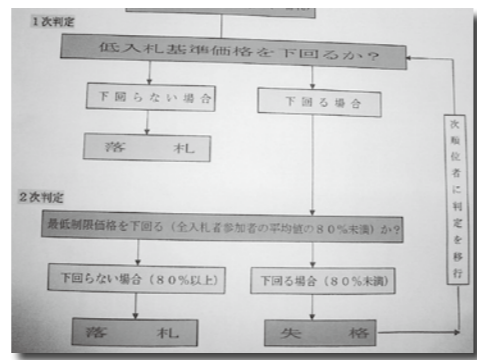 1次判定
低入札基準価格を下回るか?
下回らない場合
下回る場合
落 札
次順位者に判定を移行
2次判定
最低制限価格を下回る(全入札者参加者の平均値の80%未満)か?
下回らない場合(80%以上)
下回る場合(80%未満)
落 札
失 格